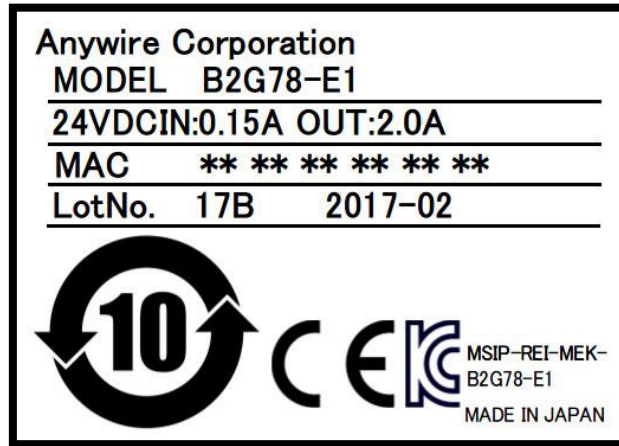 Anywire Corporation
MODEL B2G78-E1
24VDCIN:0.15A OUT:2.0A
MAC ** ** ** ** ** **
LotNo. 17B 2017-02
10
CE
KC
MSIP-REI-MEK-
B2G78-E1
MADE IN JAPAN